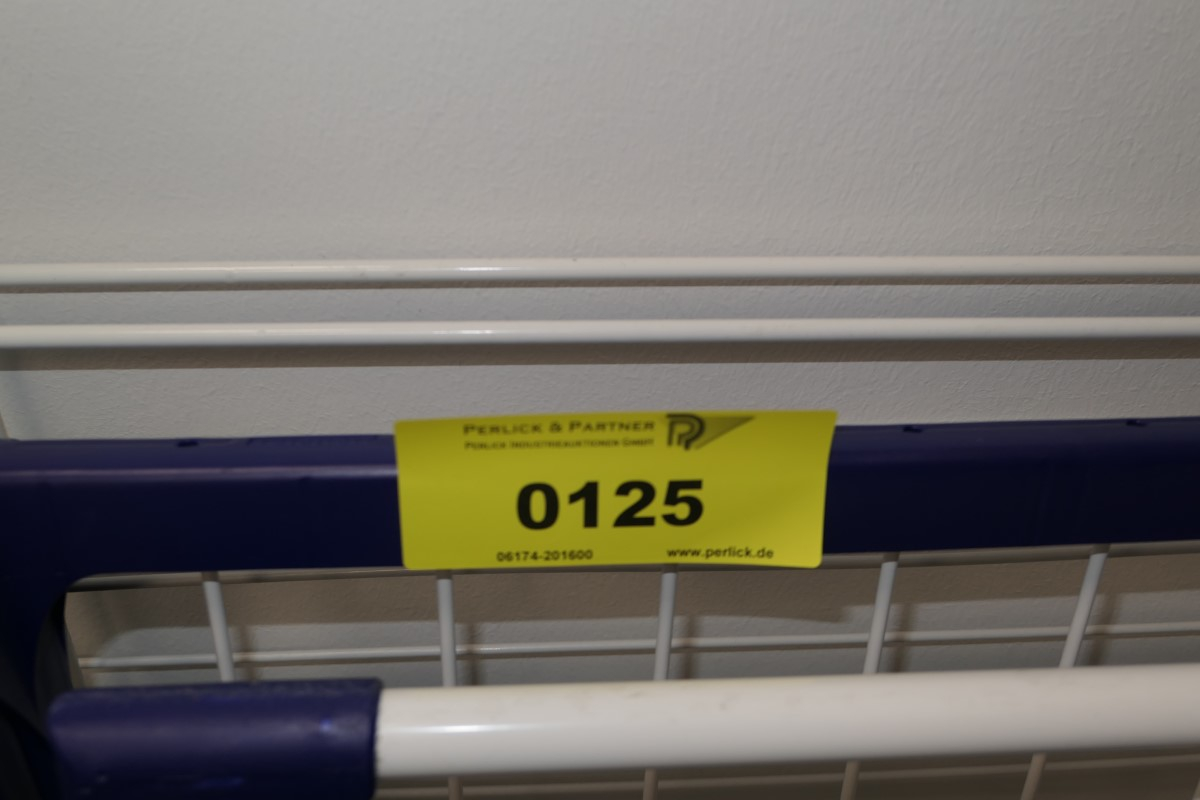 PERLICK & PARTNER
PERLICK INDUSTRIEAUKTIONEN GMBH
0125
06174-201600
www.perlick.de